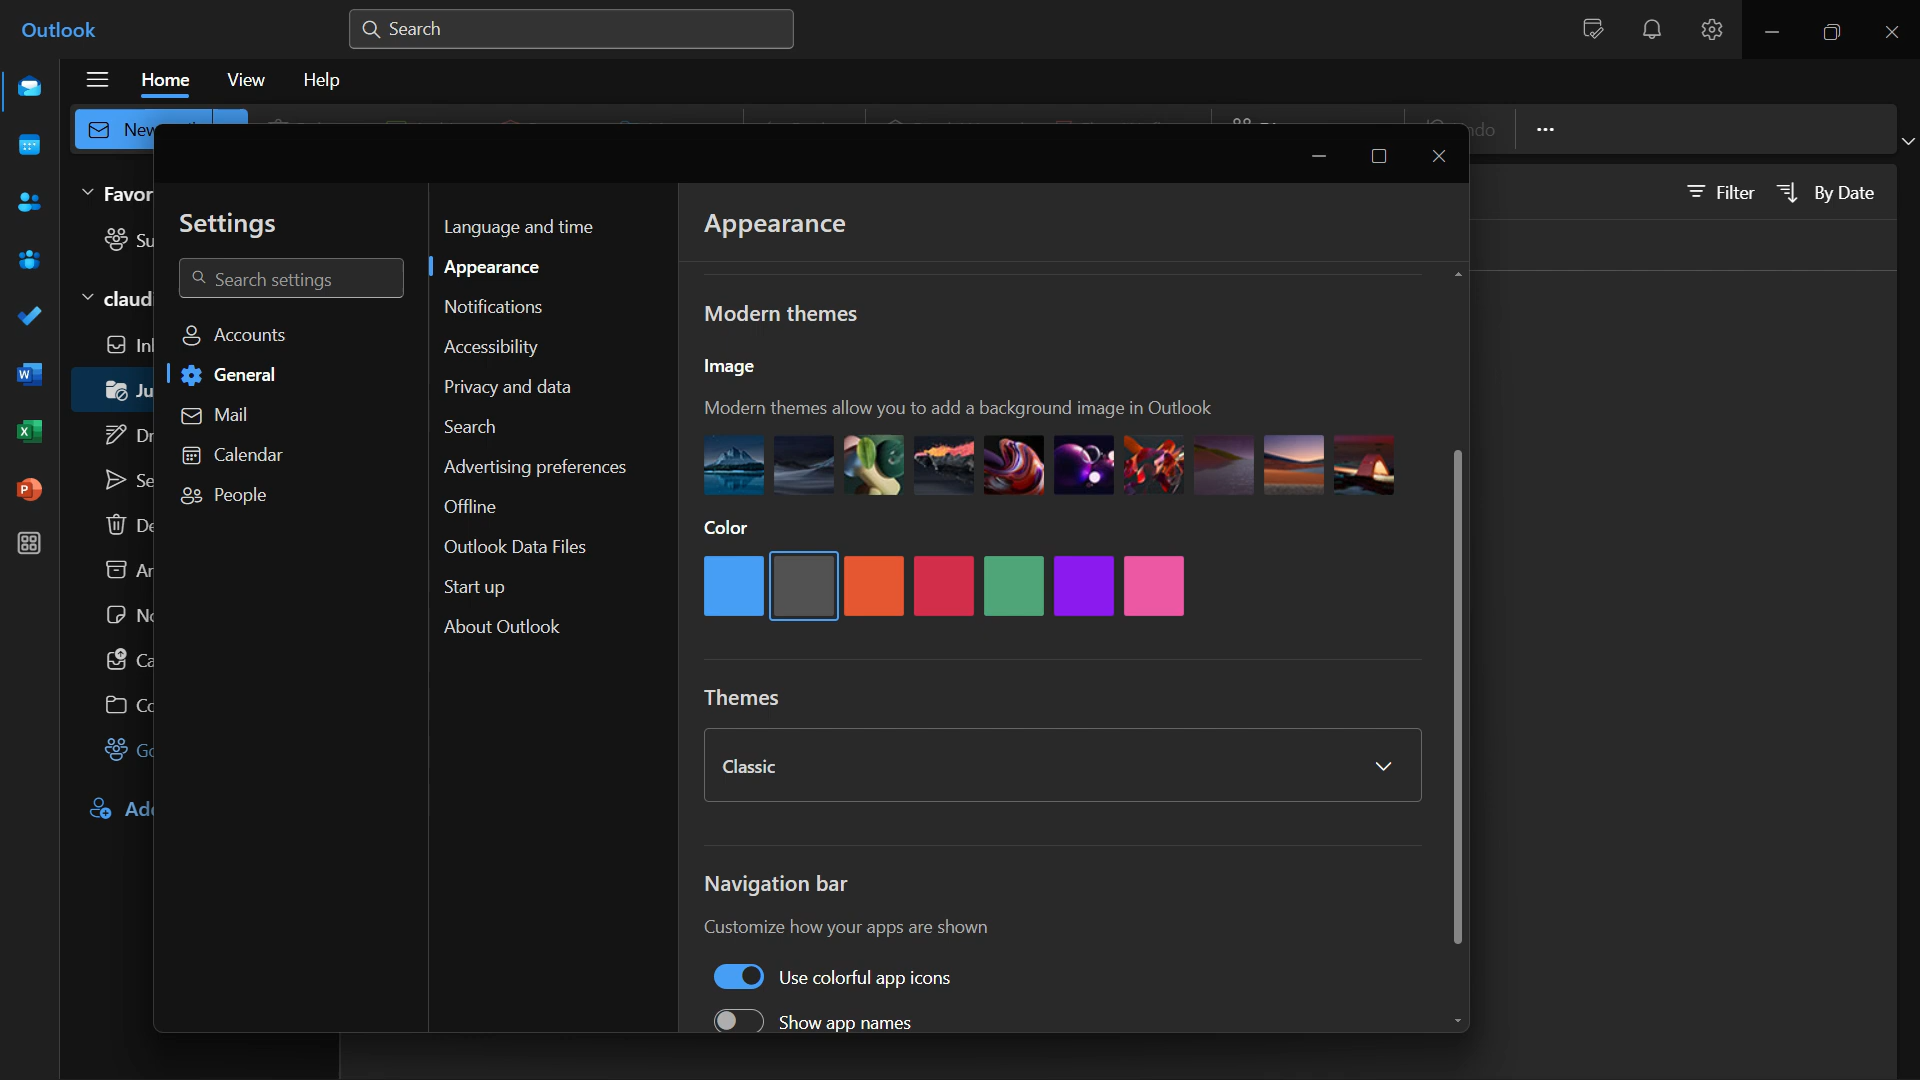 Outlook
Search
Home View Help
New
Favor
Settings
Search settings
Accounts
General
Mail
Calendar
People
Language and time
Appearance
Notifications
Accessibility
Privacy and data
Search
Advertising preferences
Offline
Outlook Data Files
Start up
About Outlook
Appearance
Modern themes
Image
Modern themes allow you to add a background image in Outlook
Color
Themes
Classic
Navigation bar
Customize how your apps are shown
Use colorful app icons
Show app names
Filter By Date